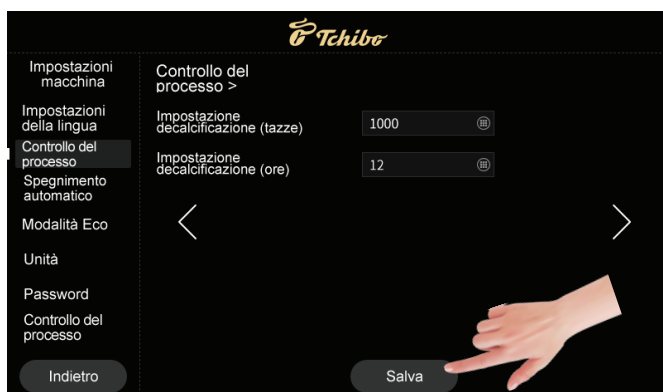 Tchibo
Impostazioni
macchina
Impostazioni
della lingua
Controllo del
processo
Spegnimento
automatico
Modalità Eco
Unità
Password
Controllo del
processo
Indietro
Controllo del
processo >
Impostazione
decalcificazione (tazze)
1000
Impostazione
decalcificazione (ore)
12
Salva